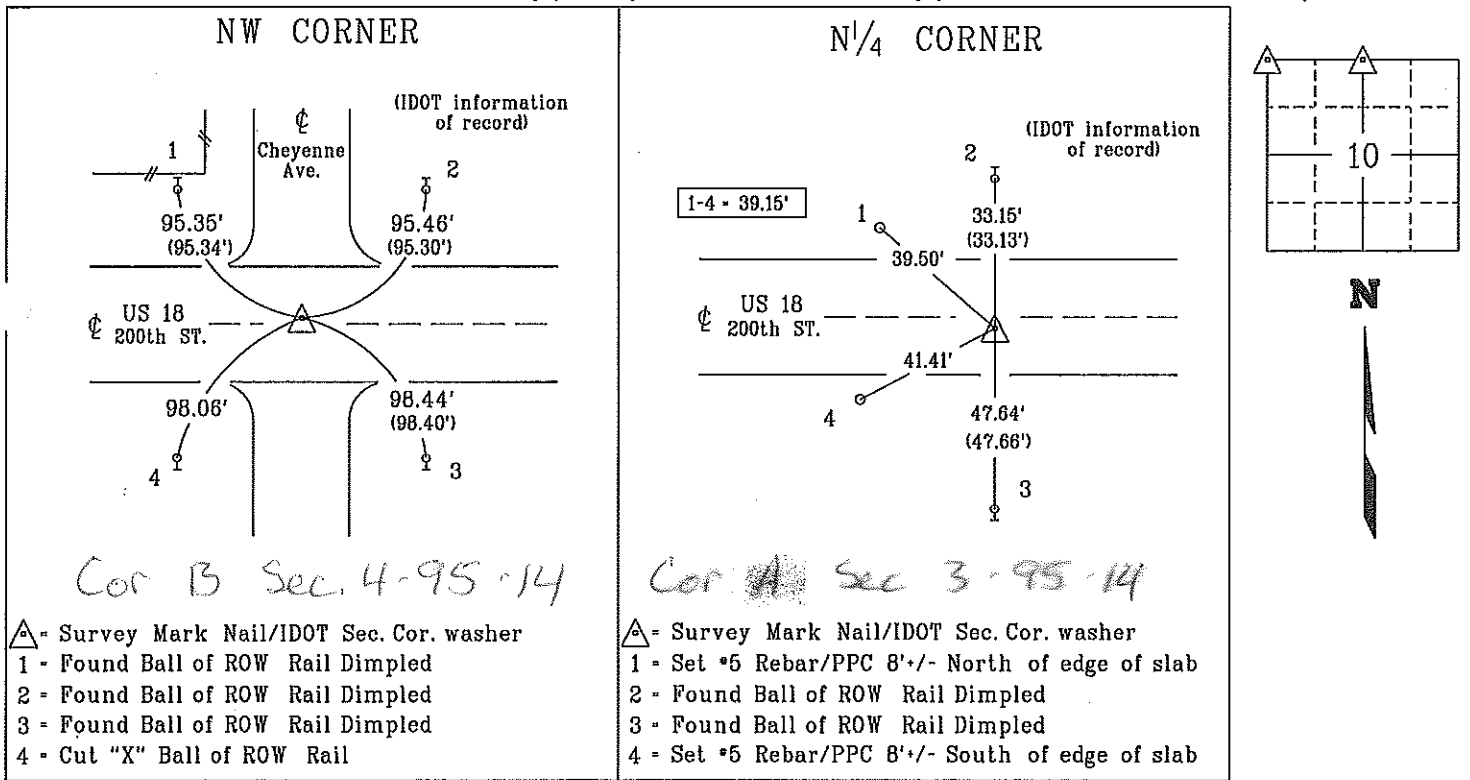 NW CORNER
(IDOT information
of record)
℄
Cheyenne
Ave.
1
2
95.35'
(95.34')
95.46'
(95.30')
℄ US 18
200th ST.
98.06'
98.44'
(98.40')
4
3
Cor B Sec. 4-95-14
= Survey Mark Nail/IDOT Sec. Cor. washer
1 = Found Ball of ROW Rail Dimpled
2 = Found Ball of ROW Rail Dimpled
3 = Found Ball of ROW Rail Dimpled
4 = Cut "X" Ball of ROW Rail
N1/4 CORNER
(IDOT information
of record)
2
1-4 = 39.15'
1
33.15'
(33.13')
39.50'
℄ US 18
200th ST.
41.41'
4
47.64'
(47.66')
3
Cor A Sec 3-95-14
= Survey Mark Nail/IDOT Sec. Cor. washer
1 = Set #5 Rebar/PPC 8'+/- North of edge of slab
2 = Found Ball of ROW Rail Dimpled
3 = Found Ball of ROW Rail Dimpled
4 = Set #5 Rebar/PPC 8'+/- South of edge of slab
10
N